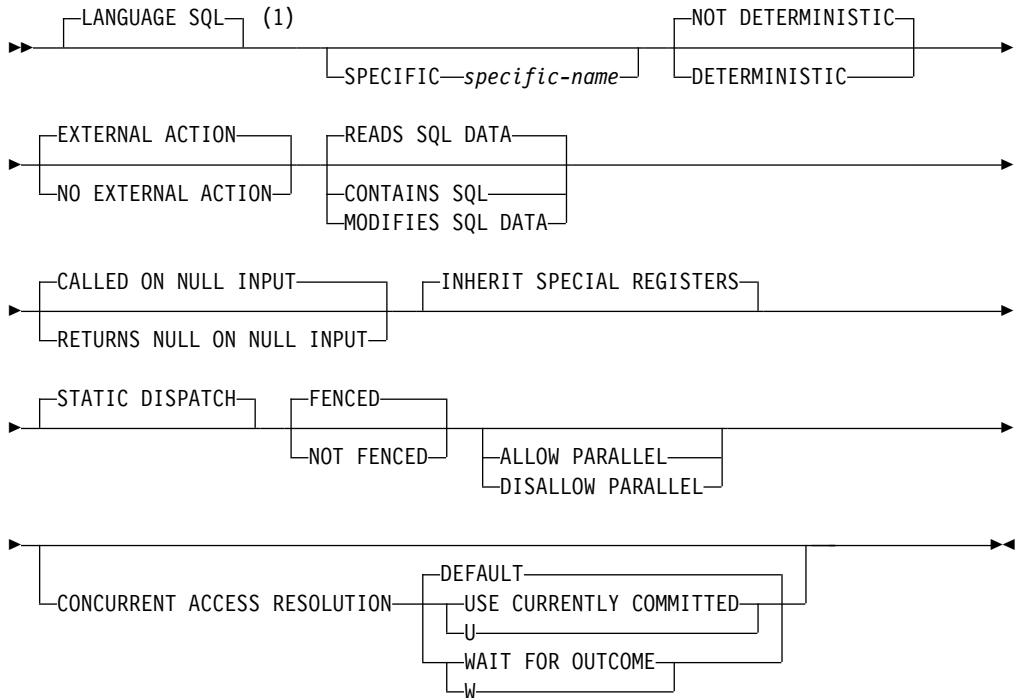 LANGUAGE SQL (1)
NOT DETERMINISTIC
SPECIFIC specific-name
DETERMINISTIC
EXTERNAL ACTION
READS SQL DATA
NO EXTERNAL ACTION
CONTAINS SQL
MODIFIES SQL DATA
CALLED ON NULL INPUT
INHERIT SPECIAL REGISTERS
RETURNS NULL ON NULL INPUT
STATIC DISPATCH
FENCED
NOT FENCED
ALLOW PARALLEL
DISALLOW PARALLEL
DEFAULT
CONCURRENT ACCESS RESOLUTION
USE CURRENTLY COMMITTED
U
WAIT FOR OUTCOME
W